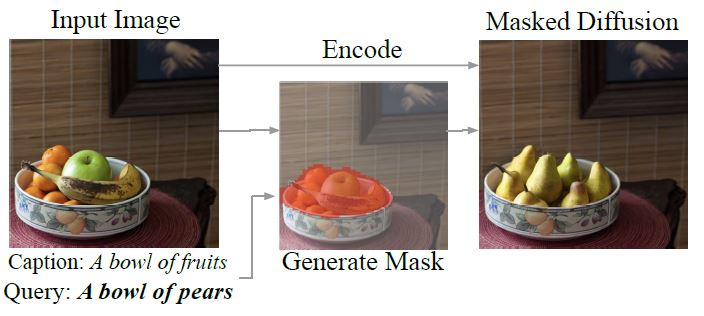 Input Image
Masked Diffusion
Encode
Generate Mask
Caption: A bowl of fruits
Query: A bowl of pears